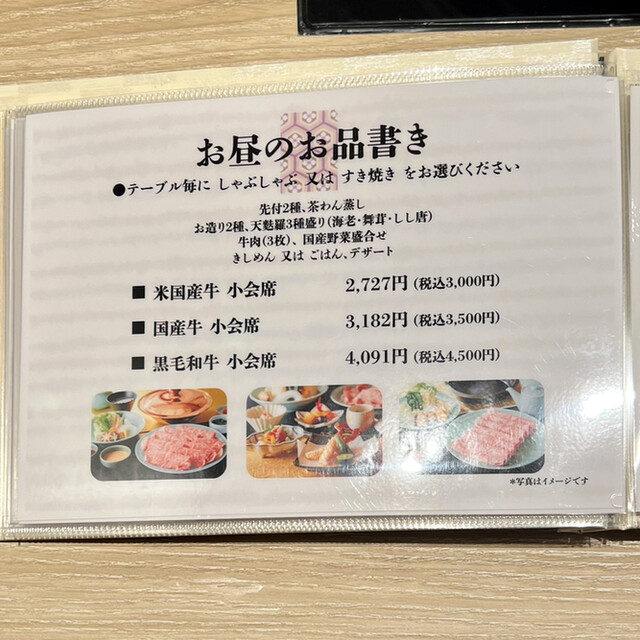 お昼のお品書き
●テーブル毎に しゃぶしゃぶ 又は すき焼き をお選びください
先付2種、茶わん蒸し
お造り2種、天麩羅3種盛り(海老・舞茸・しし唐)
牛肉(3枚)、国産野菜盛合せ
きしめん 又は ごはん、デザート
■ 米国産牛 小会席 2,727円(税込3,000円)
■ 国産牛 小会席 3,182円(税込3,500円)
■ 黒毛和牛 小会席 4,091円(税込4,500円)
*写真はイメージです